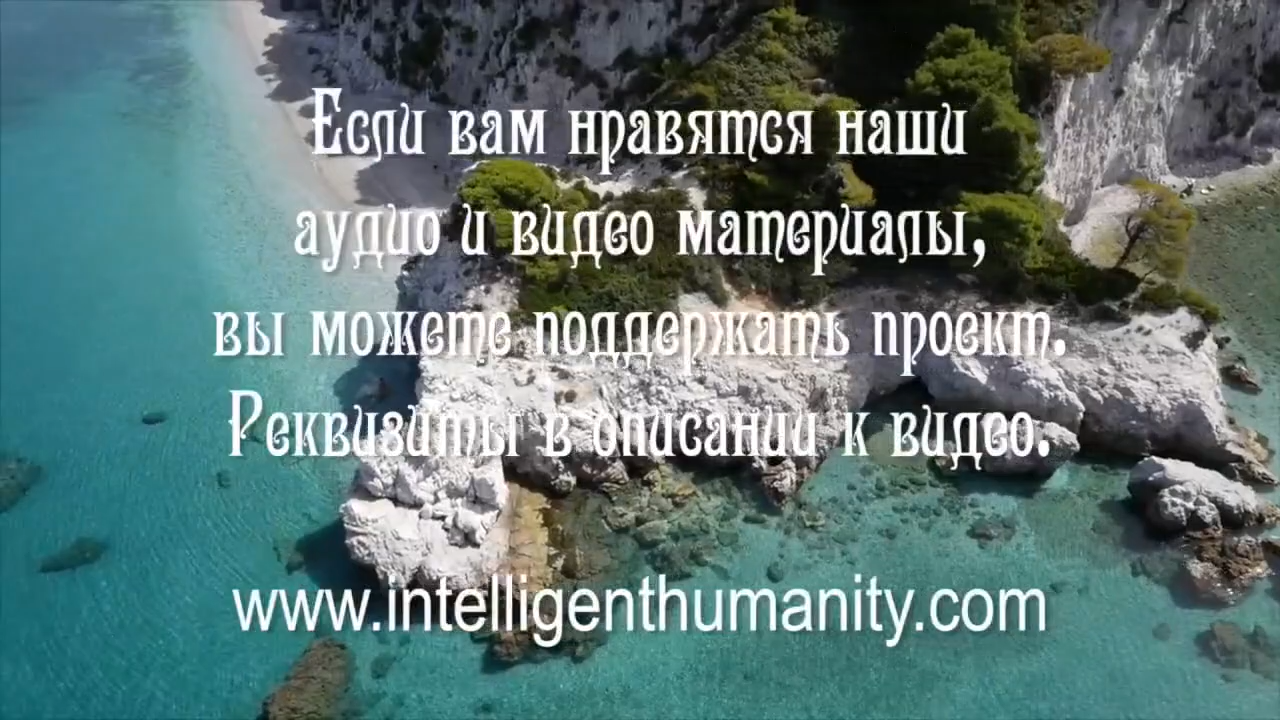 Если вам нравятся наши
аудио и видео материалы,
вы можете поддержать проект.
Реквизиты в описании к видео.
www.intelligenthumanity.com